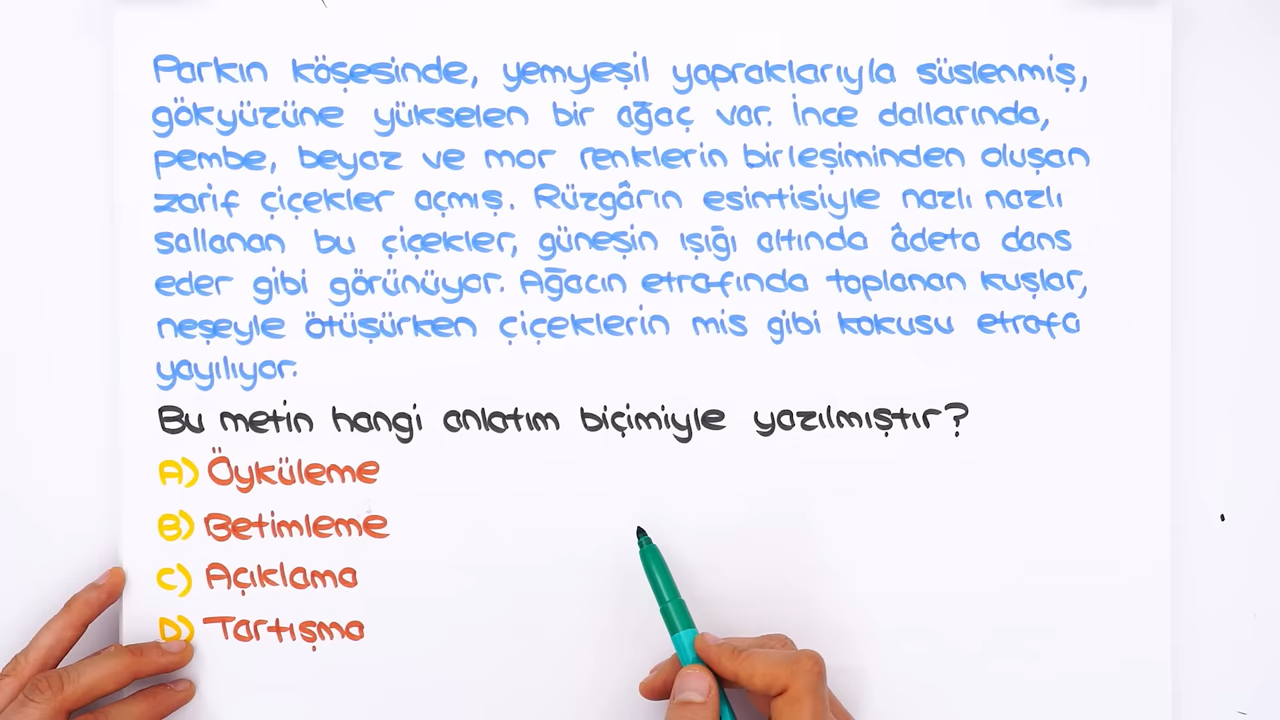 Parkın köşesinde, yemyeşil yapraklarıyla süslenmiş,
gökyüzüne yükselen bir ağaç var. İnce dallarında,
pembe, beyaz ve mor renklerin birleşiminden oluşan
zarif çiçekler açmış. Rüzgârın esintisiyle nazlı nazlı
sallanan bu çiçekler, güneşin ışığı altında âdeta dans
eder gibi görünüyor. Ağacın etrafında toplanan kuşlar,
neşeyle ötüşürken çiçeklerin mis gibi kokusu etrafa
yayılıyor.
Bu metin hangi anlatım biçimiyle yazılmıştır?
A) Öyküleme
B) Betimleme
C) Açıklama
D) Tartışma